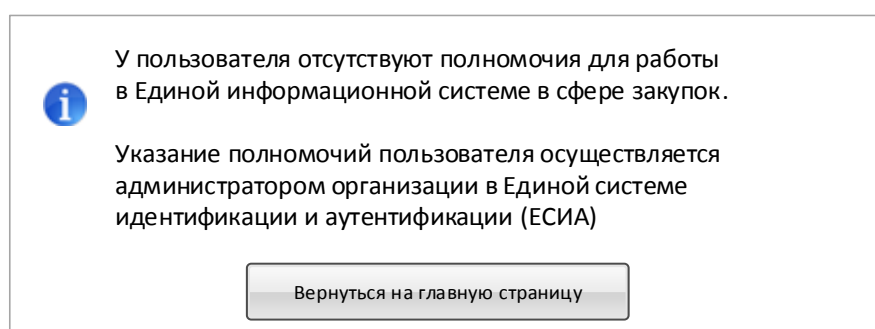 У пользователя отсутствуют полномочия для работы
в Единой информационной системе в сфере закупок.
Указание полномочий пользователя осуществляется
администратором организации в Единой системе
идентификации и аутентификации (ЕСИА)
Вернуться на главную страницу